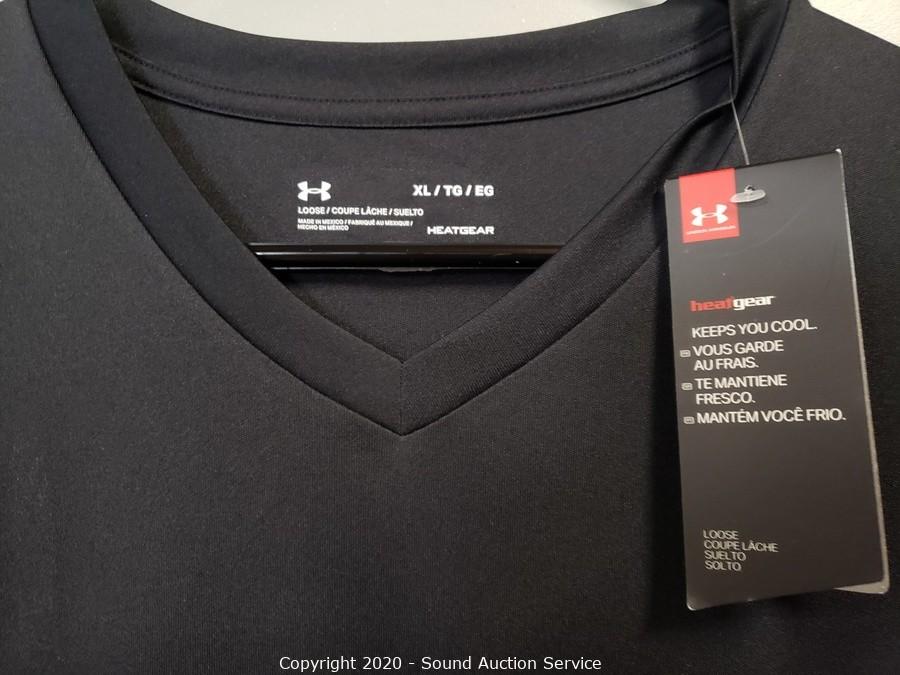 XL / TG / EG
LOOSE / COUPE LÂCHE / SUELTO
MADE IN MEXICO / FABRIQUÉ AU MEXIQUE /
HECHO EN MÉXICO
HEATGEAR
UNDER ARMOUR
heatgear
KEEPS YOU COOL.
VOUS GARDE
AU FRAIS.
TE MANTIENE
FRESCO.
MANTÉM VOCÊ FRIO.
LOOSE
COUPE LÂCHE
SUELTO
SOLTO
Copyright 2020 - Sound Auction Service